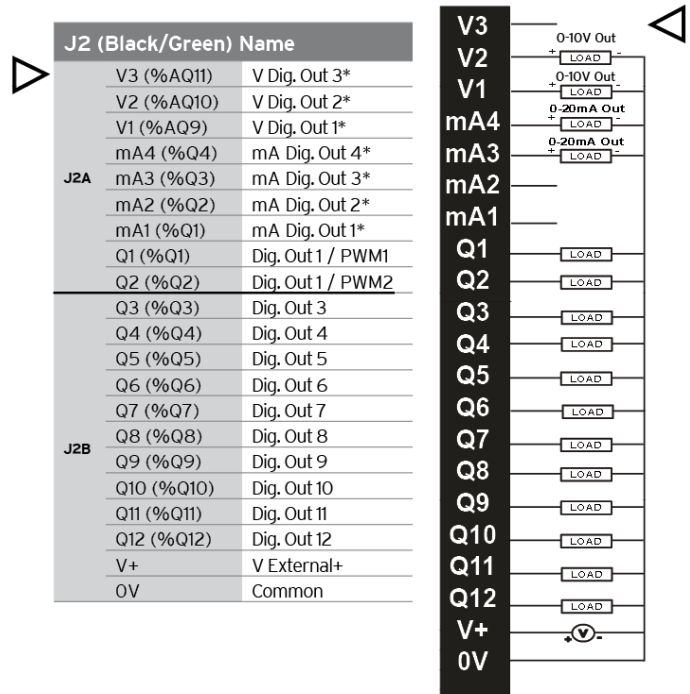 J2 (Black/Green) Name
V3 (%AQ11) V Dig. Out 3*
V2 (%AQ10) V Dig. Out 2*
V1 (%AQ9) V Dig. Out 1*
mA4 (%Q4) mA Dig. Out 4*
J2A mA3 (%Q3) mA Dig. Out 3*
mA2 (%Q2) mA Dig. Out 2*
mA1 (%Q1) mA Dig. Out 1*
Q1 (%Q1) Dig. Out 1 / PWM1
Q2 (%Q2) Dig. Out 1 / PWM2
Q3 (%Q3) Dig. Out 3
Q4 (%Q4) Dig. Out 4
Q5 (%Q5) Dig. Out 5
Q6 (%Q6) Dig. Out 6
Q7 (%Q7) Dig. Out 7
J2B Q8 (%Q8) Dig. Out 8
Q9 (%Q9) Dig. Out 9
Q10 (%Q10) Dig. Out 10
Q11 (%Q11) Dig. Out 11
Q12 (%Q12) Dig. Out 12
V+ V External+
0V Common
V3
0-10V Out
V2 + LOAD -
0-10V Out
V1 + LOAD -
0-20mA Out
mA4 + LOAD -
0-20mA Out
mA3 + LOAD -
mA2
mA1
Q1 LOAD
Q2 LOAD
Q3 LOAD
Q4 LOAD
Q5 LOAD
Q6 LOAD
Q7 LOAD
Q8 LOAD
Q9 LOAD
Q10 LOAD
Q11 LOAD
Q12 LOAD
V+ + V -
0V